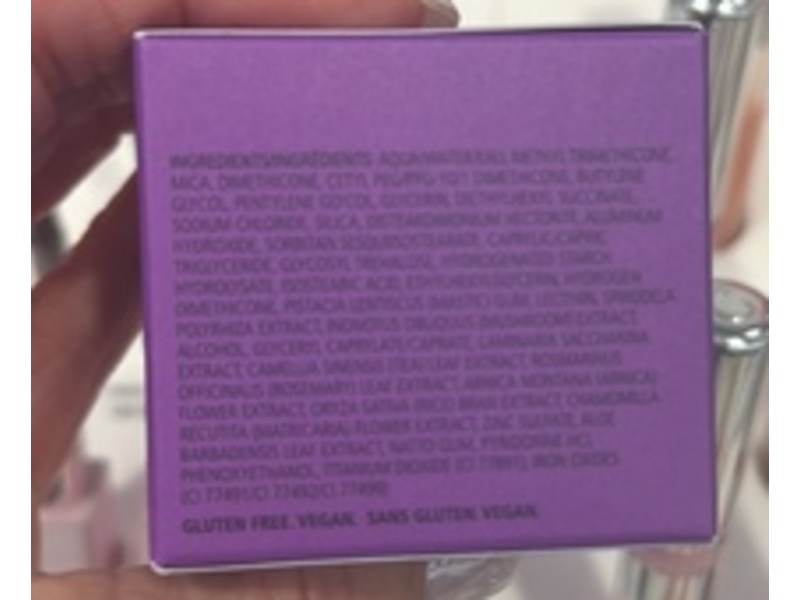 INGREDIENTS/INGRÉDIENTS: AQUA/WATER/EAU, METHYL TRIMETHICONE,
MICA, DIMETHICONE, CETYL PEG/PPG-10/1 DIMETHICONE, BUTYLENE
GLYCOL, PENTYLENE GLYCOL, GLYCERIN, DIETHYLHEXYL SUCCINATE,
SODIUM CHLORIDE, SILICA, DISTEARDIMONIUM HECTORITE, ALUMINUM
HYDROXIDE, SORBITAN SESQUIISOSTEARATE, CAPRYLIC/CAPRIC
TRIGLYCERIDE, GLYCOSYL TREHALOSE, HYDROGENATED STARCH
HYDROLYSATE, ISOSTEARIC ACID, ETHYLHEXYLGLYCERIN, HYDROGEN
DIMETHICONE, PISTACIA LENTISCUS (MASTIC) GUM, LECITHIN, SPIRODELA
POLYRHIZA EXTRACT, INONOTUS OBLIQUUS (MUSHROOM) EXTRACT,
ALCOHOL, GLYCERYL CAPRYLATE/CAPRATE, LAMINARIA SACCHARINA
EXTRACT, CAMELLIA SINENSIS (TEA) LEAF EXTRACT, ROSMARINUS
OFFICINALIS (ROSEMARY) LEAF EXTRACT, ARNICA MONTANA (ARNICA)
FLOWER EXTRACT, ORYZA SATIVA (RICE) BRAN EXTRACT, CHAMOMILLA
RECUTITA (MATRICARIA) FLOWER EXTRACT, ZINC SULFATE, ALOE
BARBADENSIS LEAF EXTRACT, NATTO GUM, PYRIDOXINE HCL,
PHENOXYETHANOL, TITANIUM DIOXIDE (CI 77891), IRON OXIDES
(CI 77491/CI 77492/CI 77499)
GLUTEN FREE. VEGAN. SANS GLUTEN. VEGAN.